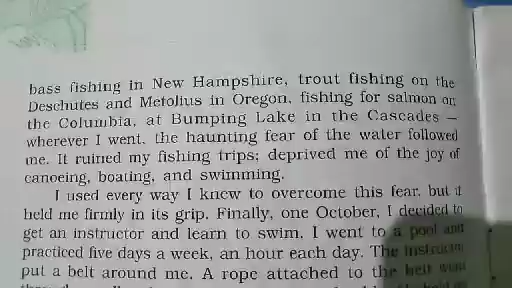 bass fishing in New Hampshire, trout fishing on the
Deschutes and Metolius in Oregon, fishing for salmon on
the Columbia, at Bumping Lake in the Cascades —
wherever I went, the haunting fear of the water followed
me. It ruined my fishing trips; deprived me of the joy of
canoeing, boating, and swimming.
I used every way I knew to overcome this fear, but it
held me firmly in its grip. Finally, one October, I decided to
get an instructor and learn to swim. I went to a pool and
practiced five days a week, an hour each day. The instructor
put a belt around me. A rope attached to the belt went